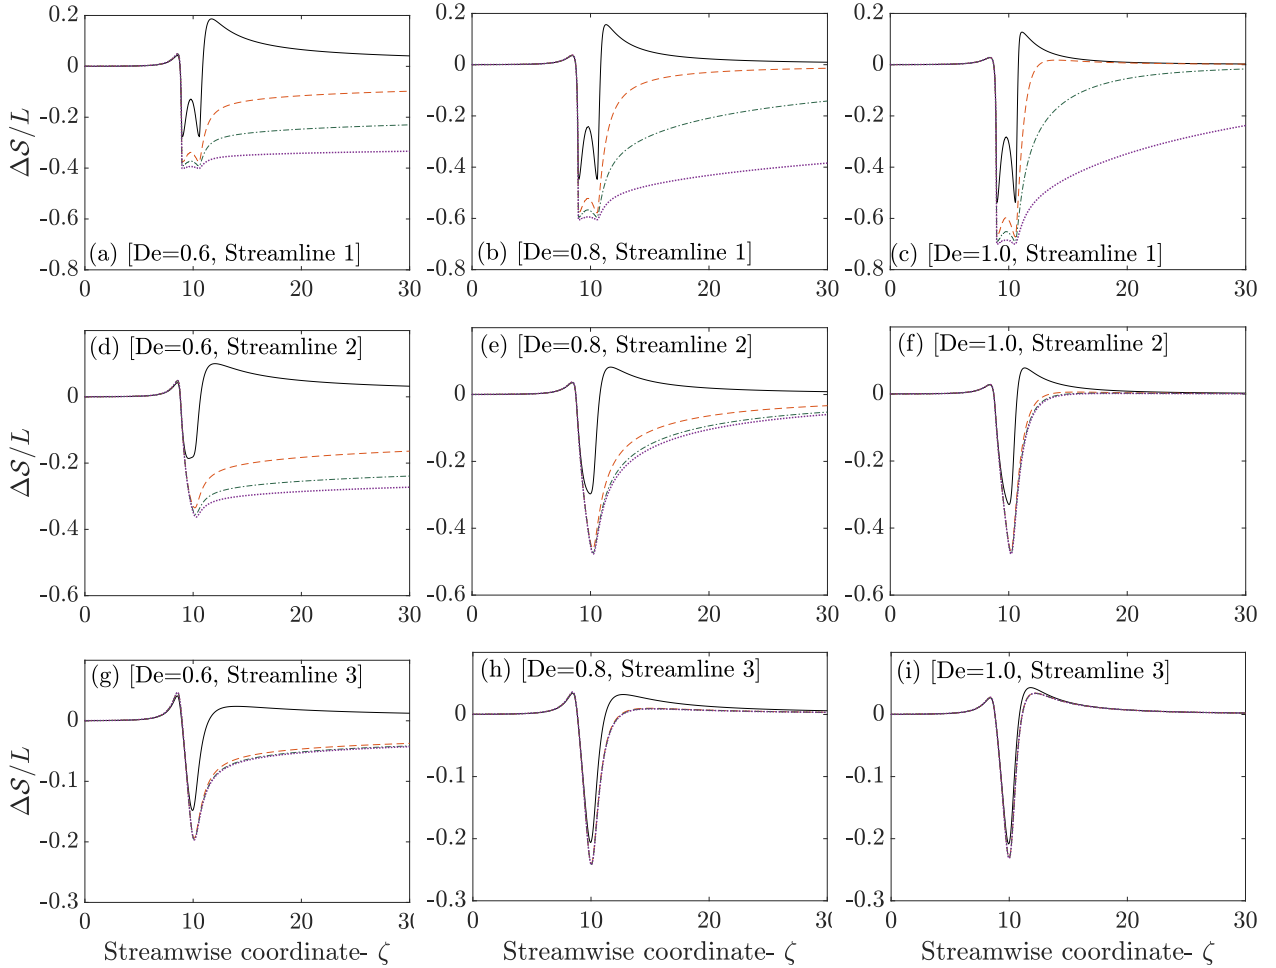 0.2
0
-0.2
-0.4
-0.6
-0.8
ΔS/L
(a) [De=0.6, Streamline 1]
0 10 20 30
0.2
0
-0.2
-0.4
-0.6
-0.8
(b) [De=0.8, Streamline 1]
0 10 20 30
0.2
0
-0.2
-0.4
-0.6
-0.8
(c) [De=1.0, Streamline 1]
0 10 20 30
0
-0.2
-0.4
-0.6
ΔS/L
(d) [De=0.6, Streamline 2]
0 10 20 30
0
-0.2
-0.4
-0.6
(e) [De=0.8, Streamline 2]
0 10 20 30
0
-0.2
-0.4
-0.6
(f) [De=1.0, Streamline 2]
0 10 20 30
0.1
0
-0.1
-0.2
-0.3
ΔS/L
(g) [De=0.6, Streamline 3]
0 10 20 30
Streamwise coordinate- ζ
0
-0.1
-0.2
-0.3
(h) [De=0.8, Streamline 3]
0 10 20 30
Streamwise coordinate- ζ
0
-0.1
-0.2
-0.3
(i) [De=1.0, Streamline 3]
0 10 20 30
Streamwise coordinate- ζ